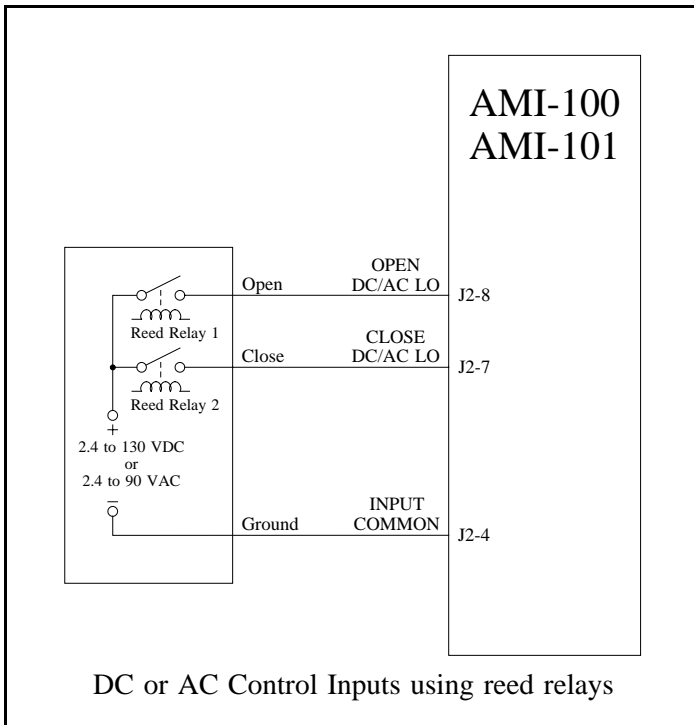 AMI-100
AMI-101
OPEN
DC/AC LO
Open
J2-8
Reed Relay 1
CLOSE
DC/AC LO
Close
J2-7
Reed Relay 2
+
2.4 to 130 VDC
or
2.4 to 90 VAC
–
INPUT
COMMON
Ground
J2-4
DC or AC Control Inputs using reed relays